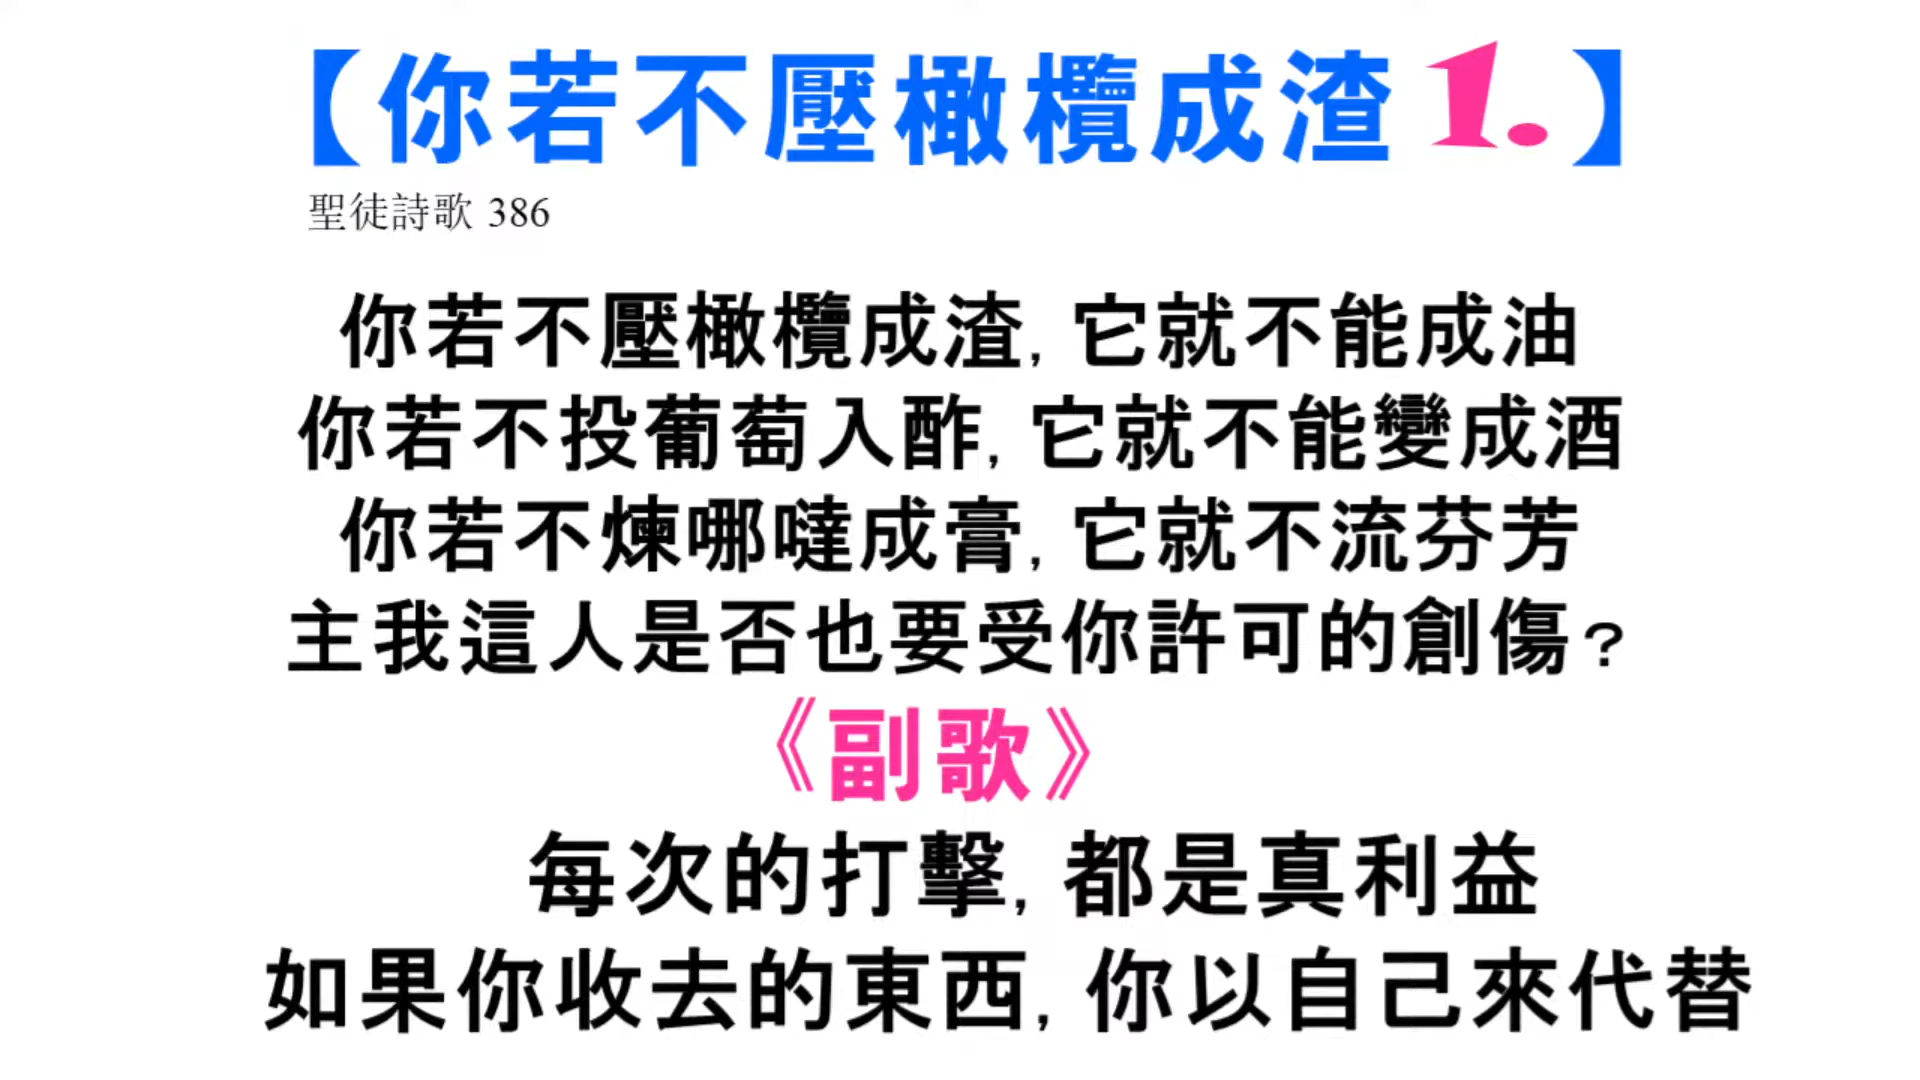 【你若不壓橄欖成渣1.】
聖徒詩歌 386
你若不壓橄欖成渣, 它就不能成油
你若不投葡萄入酢, 它就不能變成酒
你若不煉哪噠成膏, 它就不流芬芳
主我這人是否也要受你許可的創傷?
《副歌》
每次的打擊, 都是真利益
如果你收去的東西, 你以自己來代替